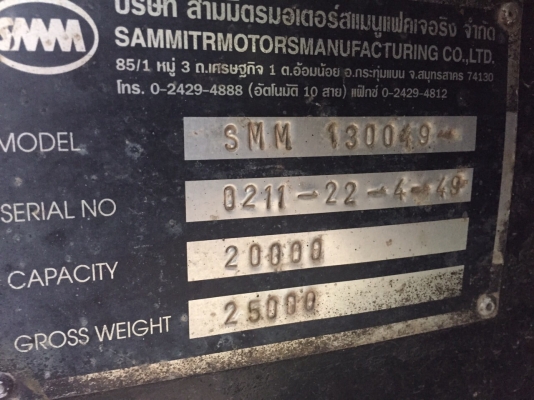 SMM
บริษัท สามมิตรมอเตอร์สแมนูแฟคเจอริง จำกัด
SAMMITRMOTORSMANUFACTURING CO.,LTD.
85/1 หมู่ 3 ถ.เศรษฐกิจ 1 ต.อ้อมน้อย อ.กระทุ่มแบน จ.สมุทรสาคร 74130
โทร. 0-2429-4888 (อัตโนมัติ 10 สาย) แฟ็กซ์ 0-2429-4812
MODEL SMM 130049-
SERIAL NO 0211-22-4-49
CAPACITY 20000
GROSS WEIGHT 25000